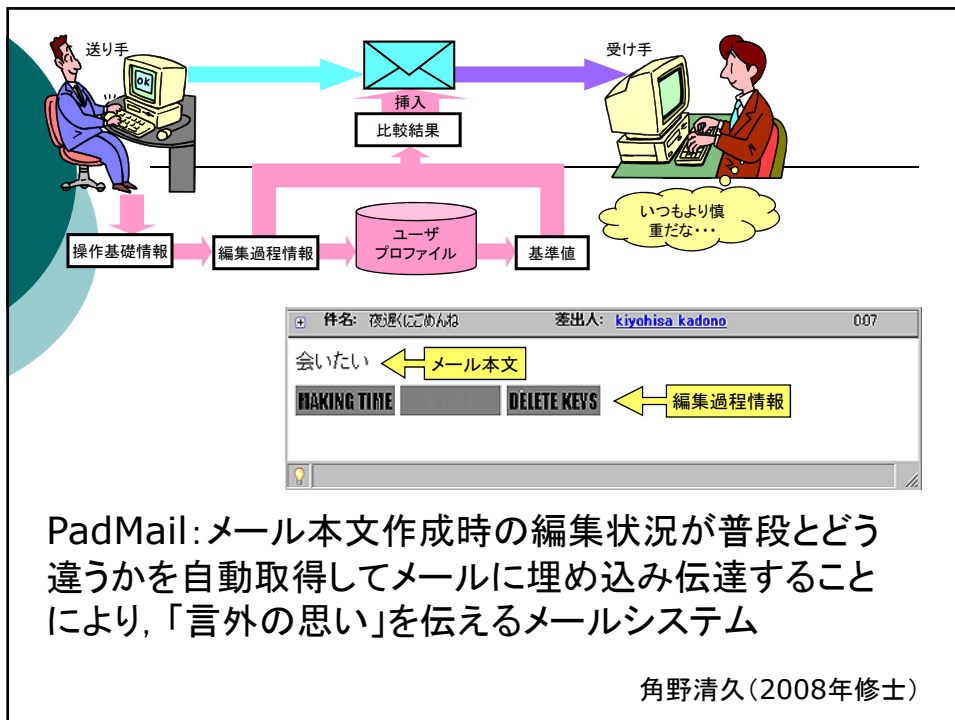 送り手
受け手
OK
挿入
比較結果
いつもより慎
重だな・・・
操作基礎情報
編集過程情報
ユーザ
プロファイル
基準値
件名: 夜遅くにごめんね 差出人: kiyohisa kadono 0:07
会いたい
メール本文
MAKING TIME
DELETE KEYS
編集過程情報
PadMail：メール本文作成時の編集状況が普段とどう
違うかを自動取得してメールに埋め込み伝達すること
により，「言外の思い」を伝えるメールシステム
角野清久（2008年修士）